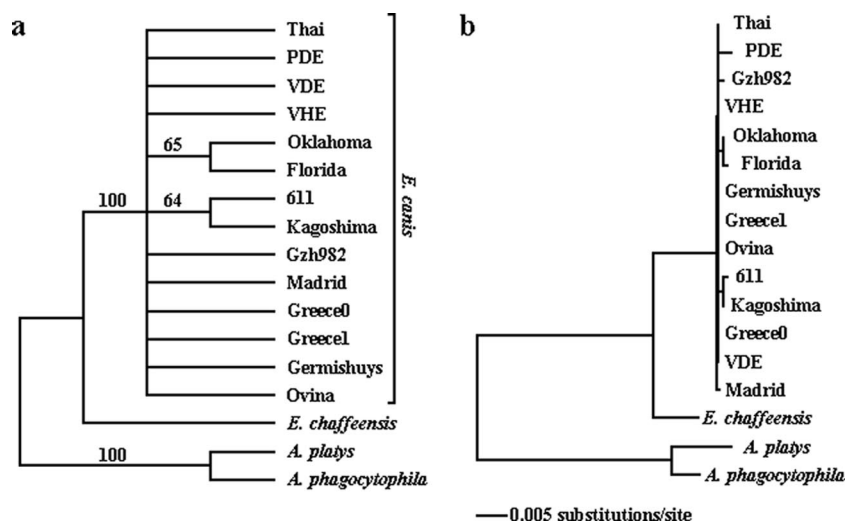 a
Thai
PDE
VDE
VHE
65
Oklahoma
Florida
100
64
611
Kagoshima
Gzh982
Madrid
Greece0
Greece1
Germishuys
Ovina
E. canis
E. chaffeensis
100
A. platys
A. phagocytophila
b
Thai
PDE
Gzh982
VHE
Oklahoma
Florida
Germishuys
Greece1
Ovina
611
Kagoshima
Greece0
VDE
Madrid
E. chaffeensis
A. platys
A. phagocytophila
0.005 substitutions/site